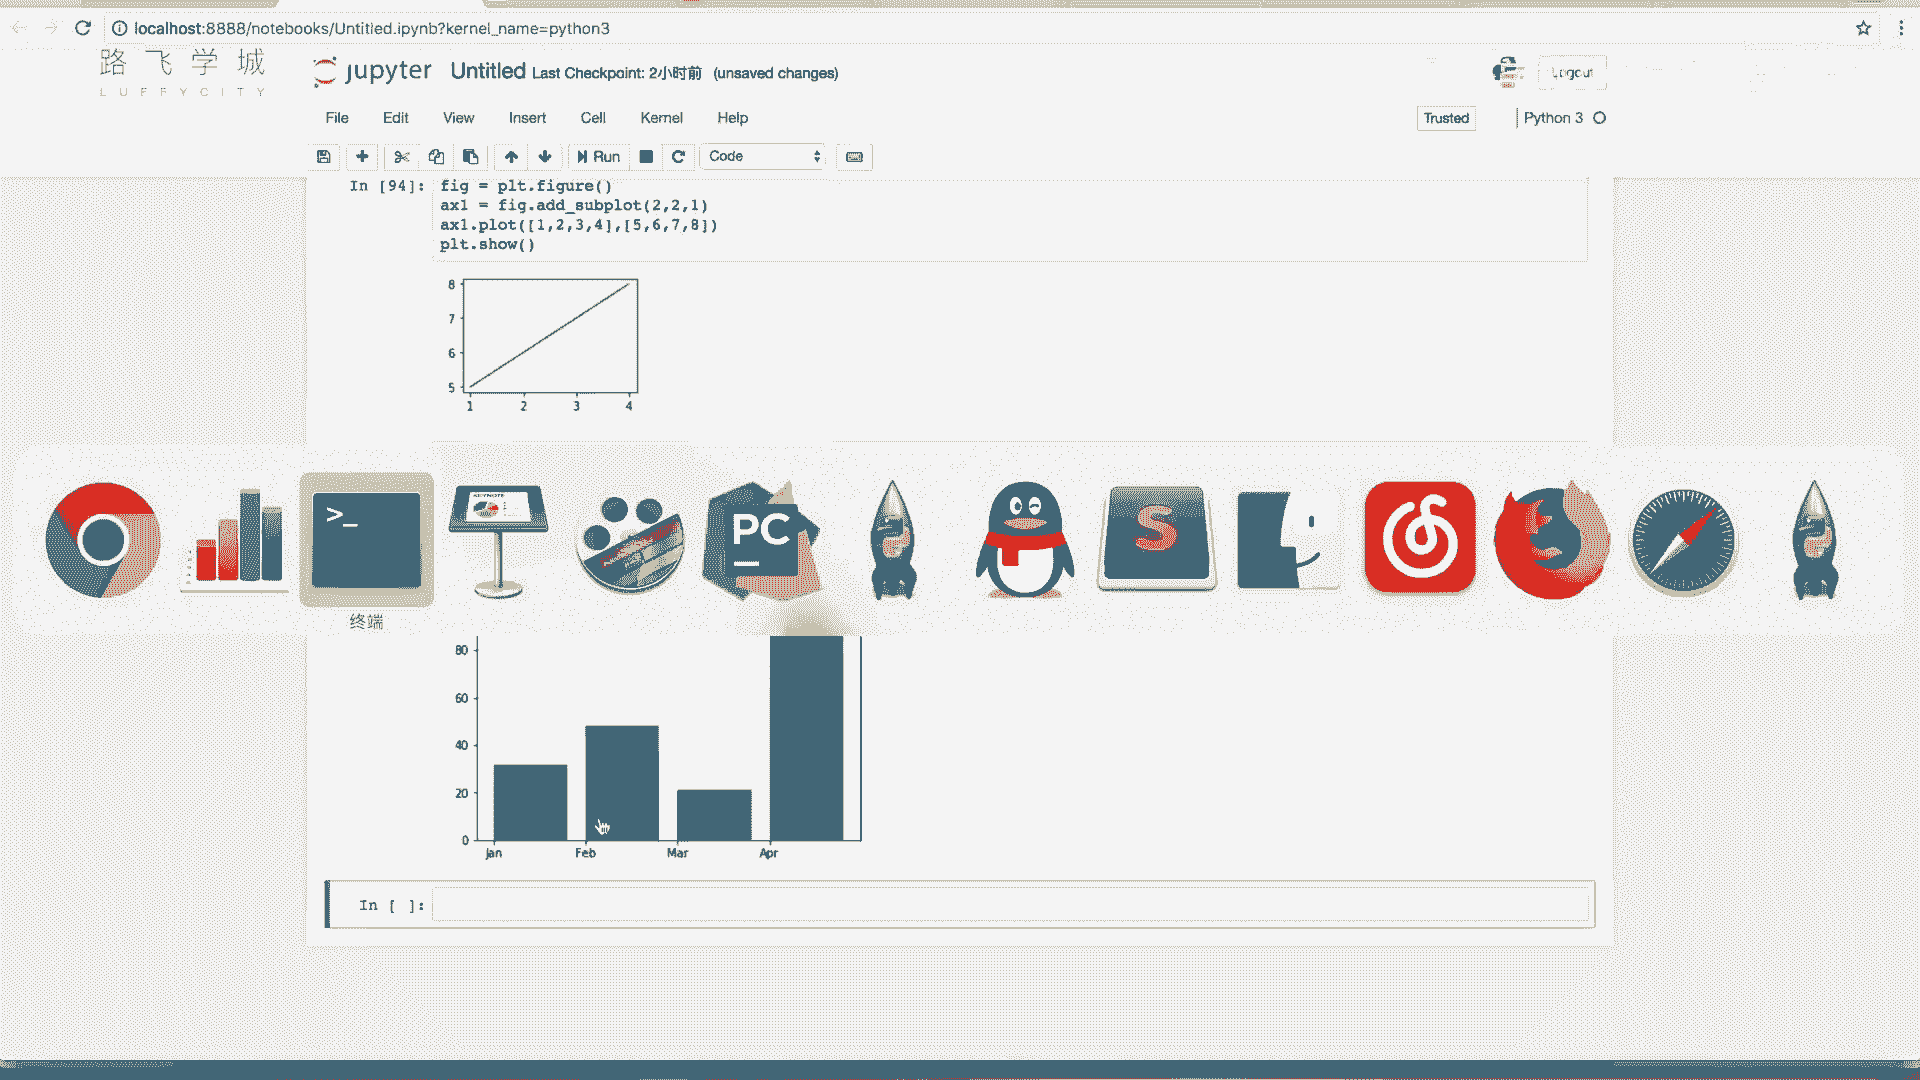 localhost:8888/notebooks/Untitled.ipynb?kernel_name=python3
路飞学城
LUFFYCITY
jupyter Untitled Last Checkpoint: 2小时前 (unsaved changes)
Logout
File Edit View Insert Cell Kernel Help
Trusted
Python 3
Run
Code
In [94]: fig = plt.figure()
ax1 = fig.add_subplot(2,2,1)
ax1.plot([1,2,3,4],[5,6,7,8])
plt.show()
8
7
6
5
1 2 3 4
>_
KEYNOTE
PC
S
终端
80
60
40
20
0
Jan Feb Mar Apr
In [ ]: